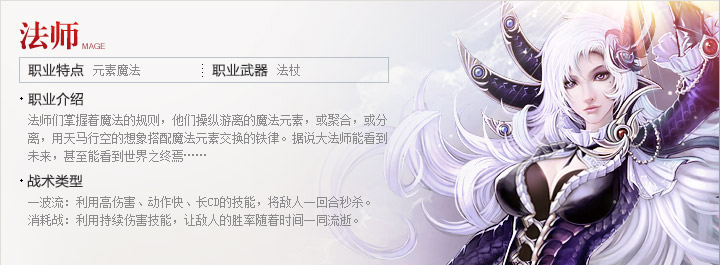 法师 MAGE
职业特点 元素魔法 职业武器 法杖
职业介绍
法师们掌握着魔法的规则，他们操纵游离的魔法元素，或聚合，或分
离，用天马行空的想象搭配魔法元素交换的铁律。据说大法师能看到
未来，甚至能看到世界之终焉……
战术类型
一波流：利用高伤害、动作快、长CD的技能，将敌人一回合秒杀。
消耗战：利用持续伤害技能，让敌人的胜率随着时间一同流逝。